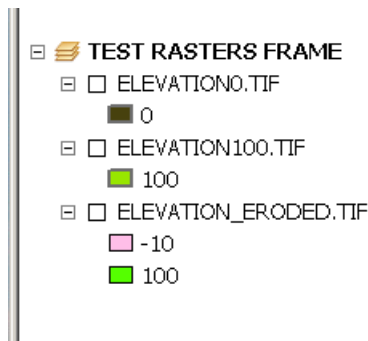 TEST RASTERS FRAME
ELEVATION0.TIF
0
ELEVATION100.TIF
100
ELEVATION_ERODED.TIF
-10
100